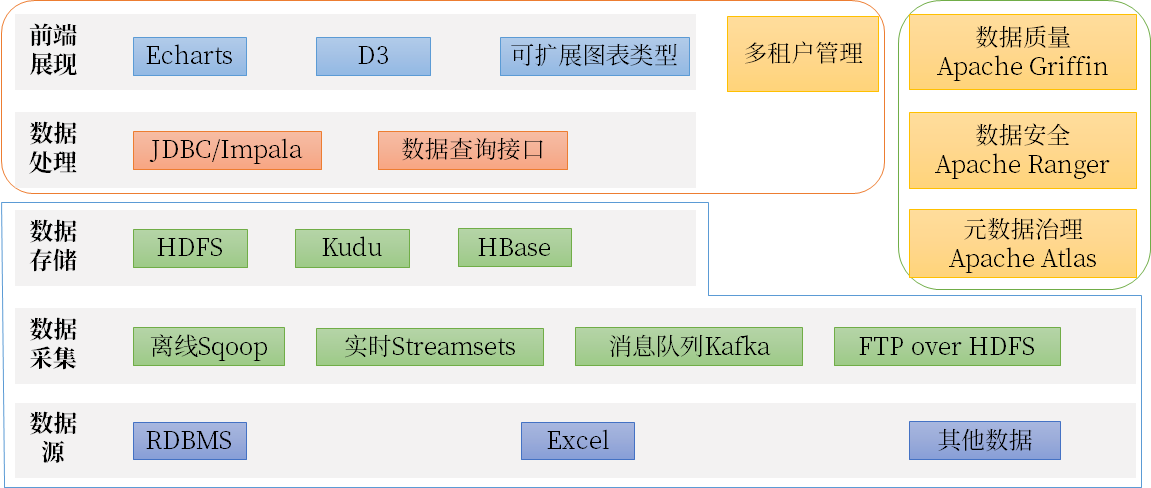 前端
展现
Echarts
D3
可扩展图表类型
多租户管理
数据
处理
JDBC/Impala
数据查询接口
数据
存储
HDFS
Kudu
HBase
数据
采集
离线Sqoop
实时Streamsets
消息队列Kafka
FTP over HDFS
数据
源
RDBMS
Excel
其他数据
数据质量
Apache Griffin
数据安全
Apache Ranger
元数据治理
Apache Atlas